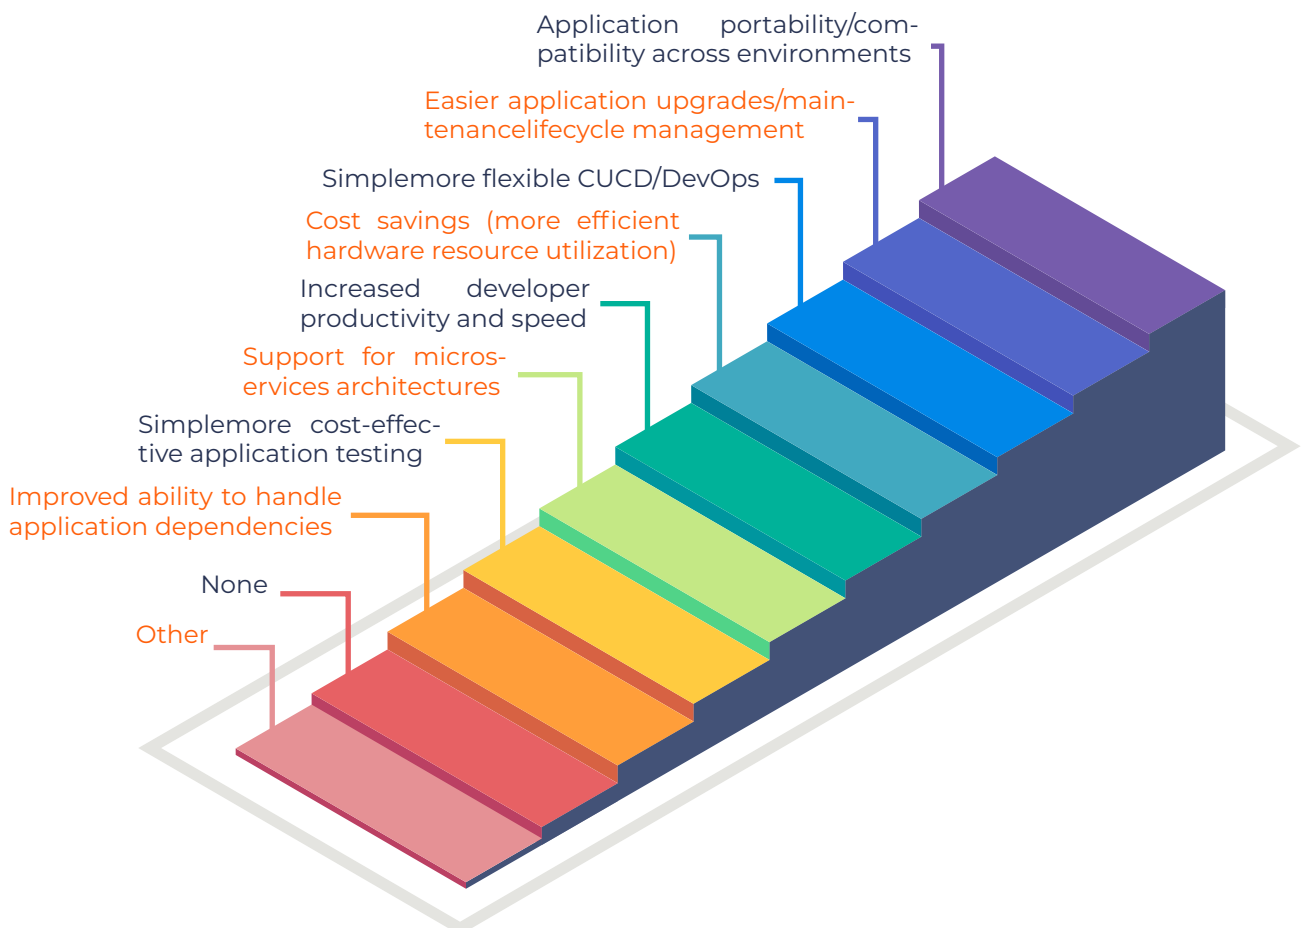 Application portability/com-
patibility across environments
Easier application upgrades/main-
tenancelifecycle management
Simplemore flexible CUCD/DevOps
Cost savings (more efficient
hardware resource utilization)
Increased developer
productivity and speed
Support for micros-
ervices architectures
Simplemore cost-effec-
tive application testing
Improved ability to handle
application dependencies
None
Other